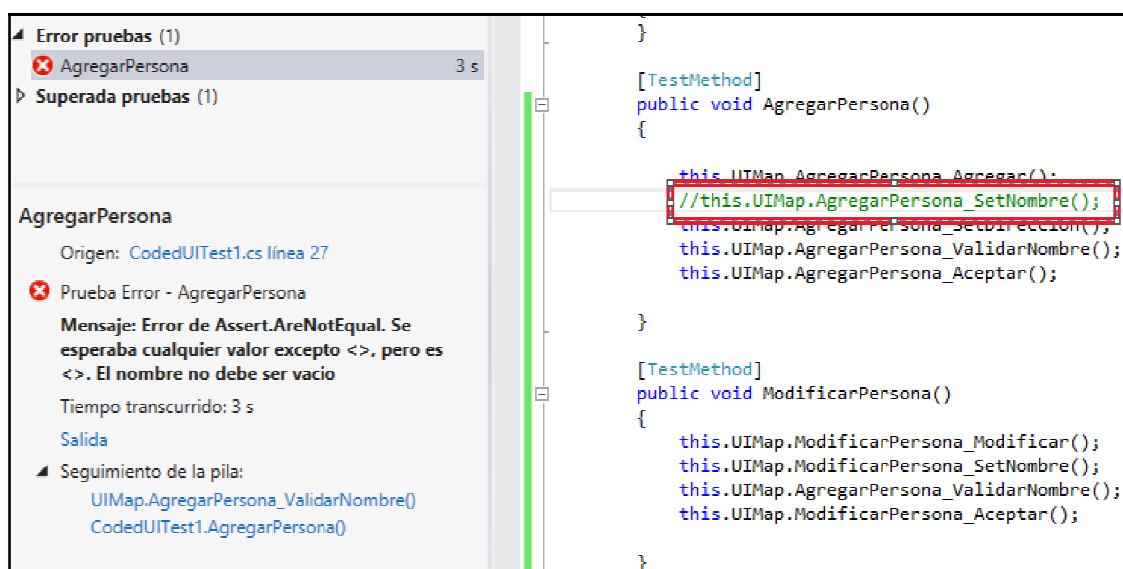 Error pruebas (1)
AgregarPersona 3 s
Superada pruebas (1)
AgregarPersona
Origen: CodedUITest1.cs línea 27
Prueba Error - AgregarPersona
Mensaje: Error de Assert.AreNotEqual. Se
esperaba cualquier valor excepto <>, pero es
<>. El nombre no debe ser vacio
Tiempo transcurrido: 3 s
Salida
Seguimiento de la pila:
UIMap.AgregarPersona_ValidarNombre()
CodedUITest1.AgregarPersona()
}
[TestMethod]
public void AgregarPersona()
{
this.UIMap.AgregarPersona_Agregar();
//this.UIMap.AgregarPersona_SetNombre();
this.UIMap.AgregarPersona_SetDireccion();
this.UIMap.AgregarPersona_ValidarNombre();
this.UIMap.AgregarPersona_Aceptar();
}
[TestMethod]
public void ModificarPersona()
{
this.UIMap.ModificarPersona_Modificar();
this.UIMap.ModificarPersona_SetNombre();
this.UIMap.AgregarPersona_ValidarNombre();
this.UIMap.ModificarPersona_Aceptar();
}